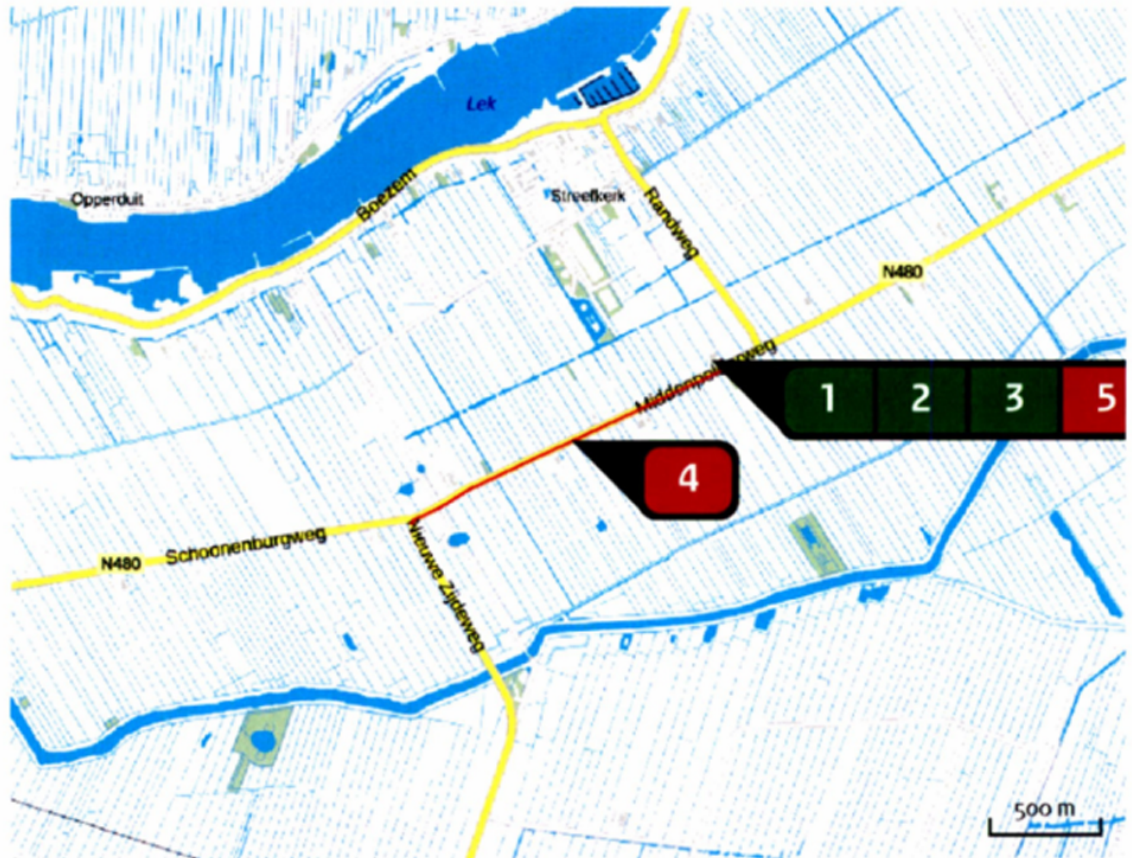 Lek
Opperduit
Boezem
Streefkerk
Randweg
N480
Middenpolderweg
1 2 3 5
4
N480
Schoonenburgweg
Nieuwe Zijdeweg
500 m